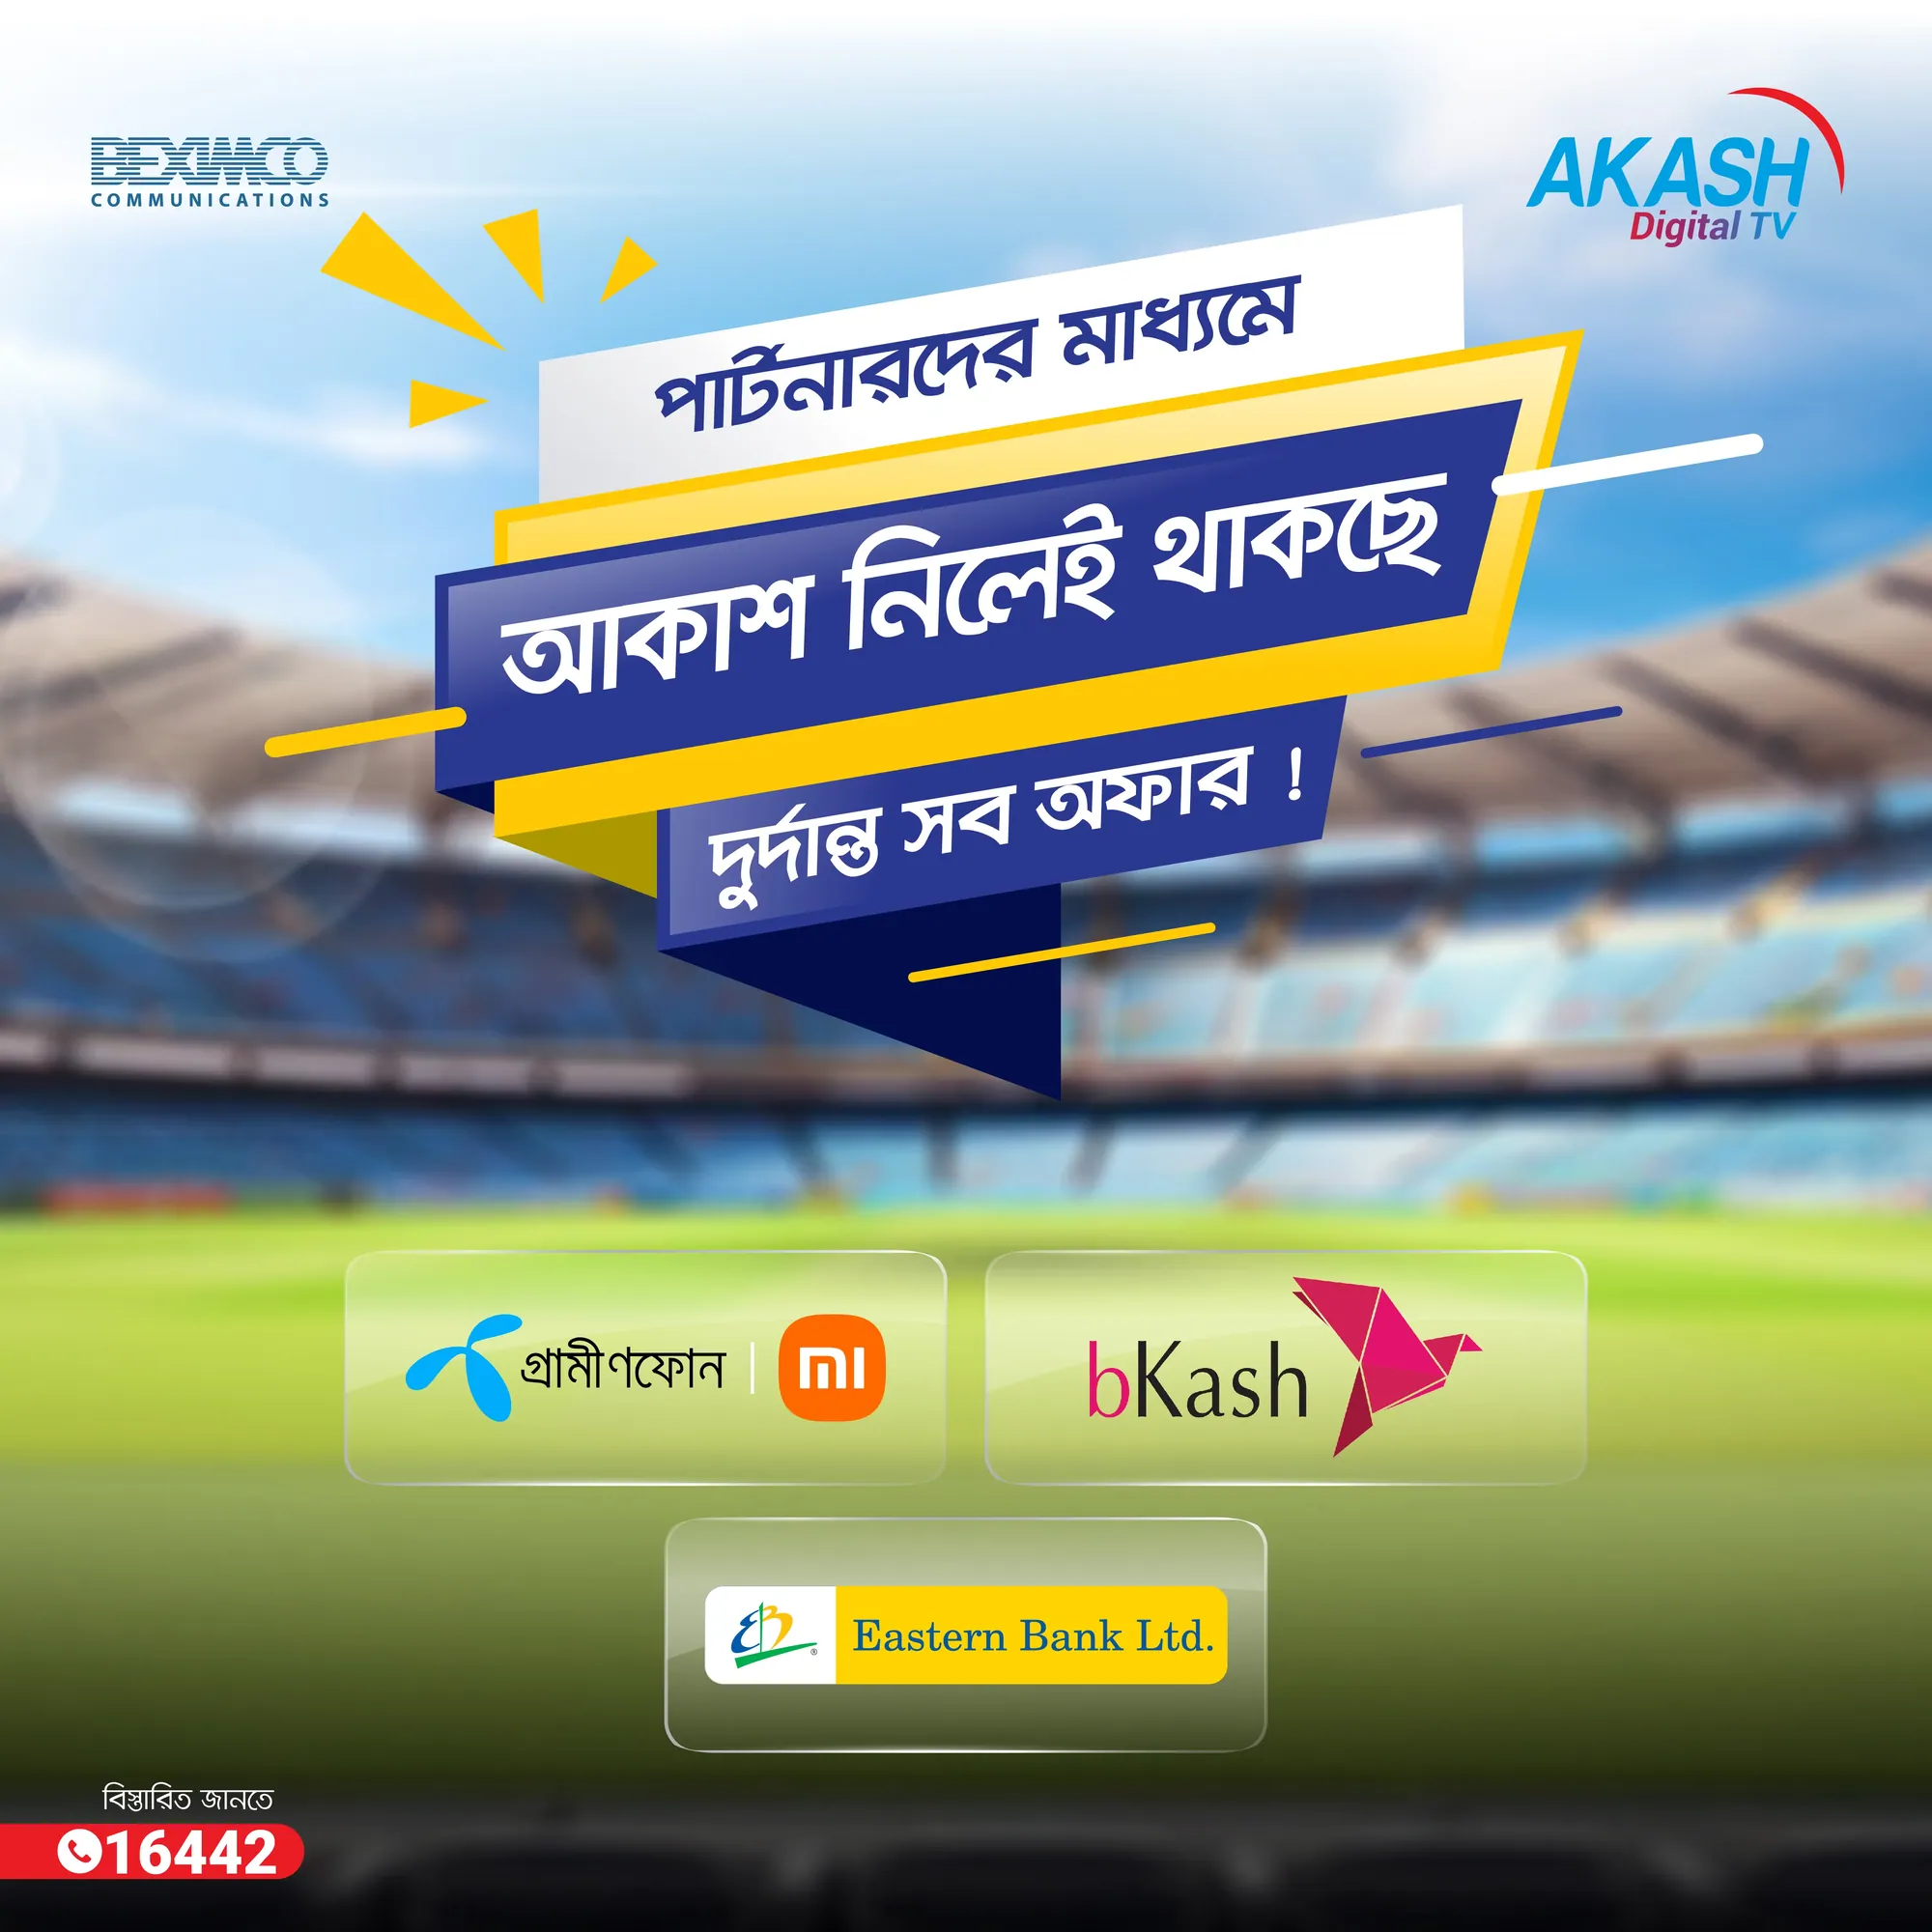 BEXIMCO
COMMUNICATIONS
AKASH
Digital TV
পার্টনারদের মাধ্যমে
আকাশ নিলেই থাকছে
দুর্দান্ত সব অফার !
গ্রামীণফোন
mi
bKash
EB
®
Eastern Bank Ltd.
বিস্তারিত জানতে
16442